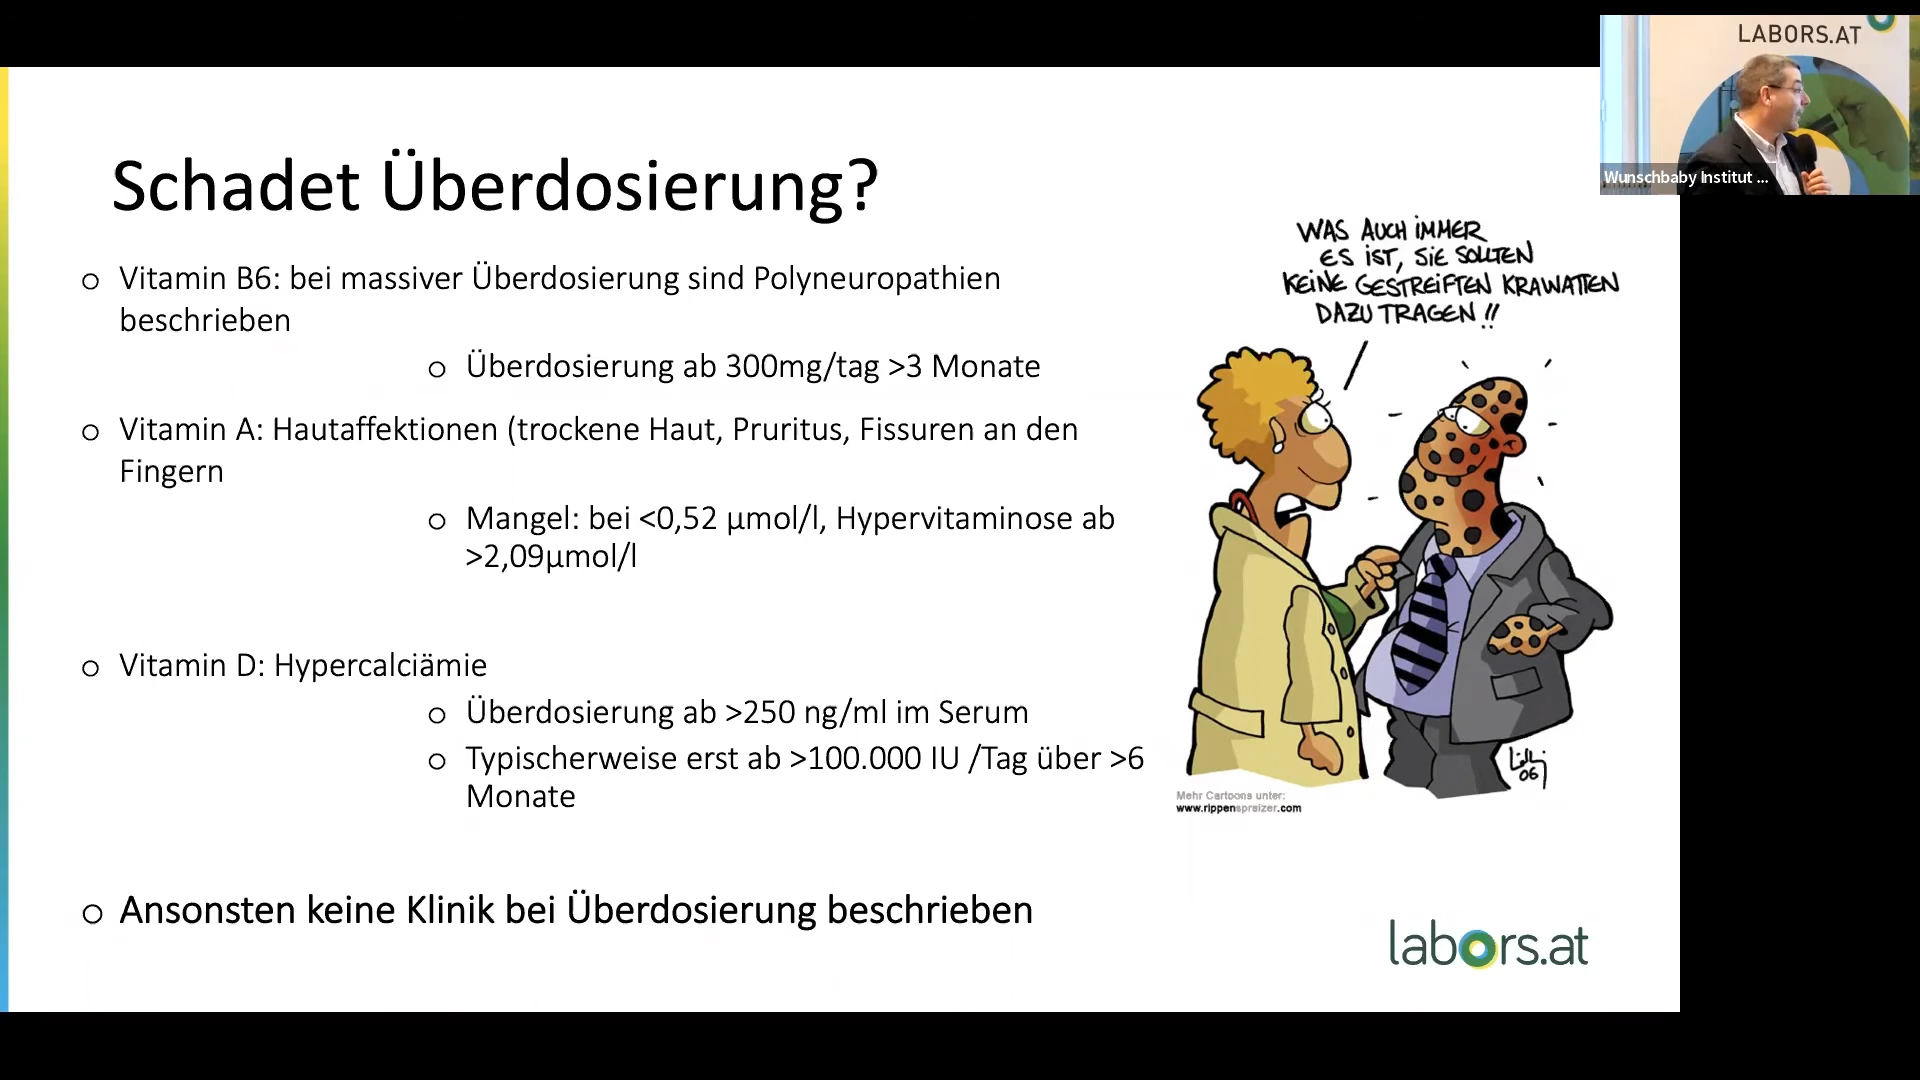 LABORS.AT
Wunschbaby Institut ...
Schadet Überdosierung?
o Vitamin B6: bei massiver Überdosierung sind Polyneuropathien
beschrieben
o Überdosierung ab 300mg/tag >3 Monate
o Vitamin A: Hautaffektionen (trockene Haut, Pruritus, Fissuren an den
Fingern
o Mangel: bei <0,52 µmol/l, Hypervitaminose ab
>2,09µmol/l
o Vitamin D: Hypercalciämie
o Überdosierung ab >250 ng/ml im Serum
o Typischerweise erst ab >100.000 IU /Tag über >6
Monate
o Ansonsten keine Klinik bei Überdosierung beschrieben
WAS AUCH IMMER
ES IST, SIE SOLLTEN
KEINE GESTREIFTEN KRAWATTEN
DAZU TRAGEN!!
06
Mehr Cartoons unter:
www.rippenspreizer.com
labors.at